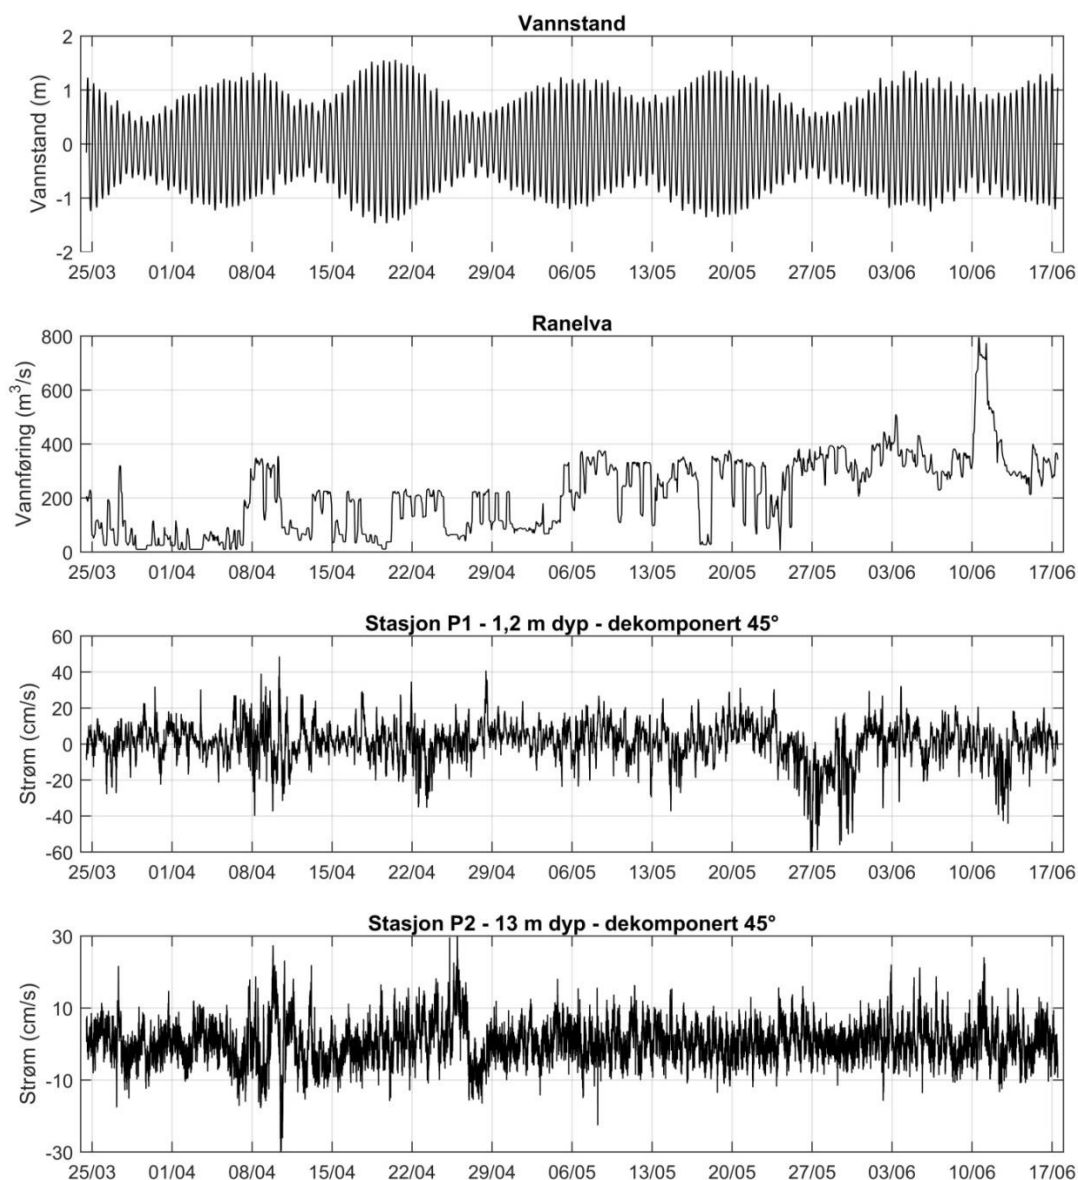 Vannstand
Vannstand (m)
2
1
0
-1
-2
25/03 01/04 08/04 15/04 22/04 29/04 06/05 13/05 20/05 27/05 03/06 10/06 17/06
Ranelva
Vannføring (m³/s)
800
600
400
200
0
25/03 01/04 08/04 15/04 22/04 29/04 06/05 13/05 20/05 27/05 03/06 10/06 17/06
Stasjon P1 - 1,2 m dyp - dekomponert 45°
Strøm (cm/s)
60
40
20
0
-20
-40
-60
25/03 01/04 08/04 15/04 22/04 29/04 06/05 13/05 20/05 27/05 03/06 10/06 17/06
Stasjon P2 - 13 m dyp - dekomponert 45°
Strøm (cm/s)
30
10
-10
-30
25/03 01/04 08/04 15/04 22/04 29/04 06/05 13/05 20/05 27/05 03/06 10/06 17/06